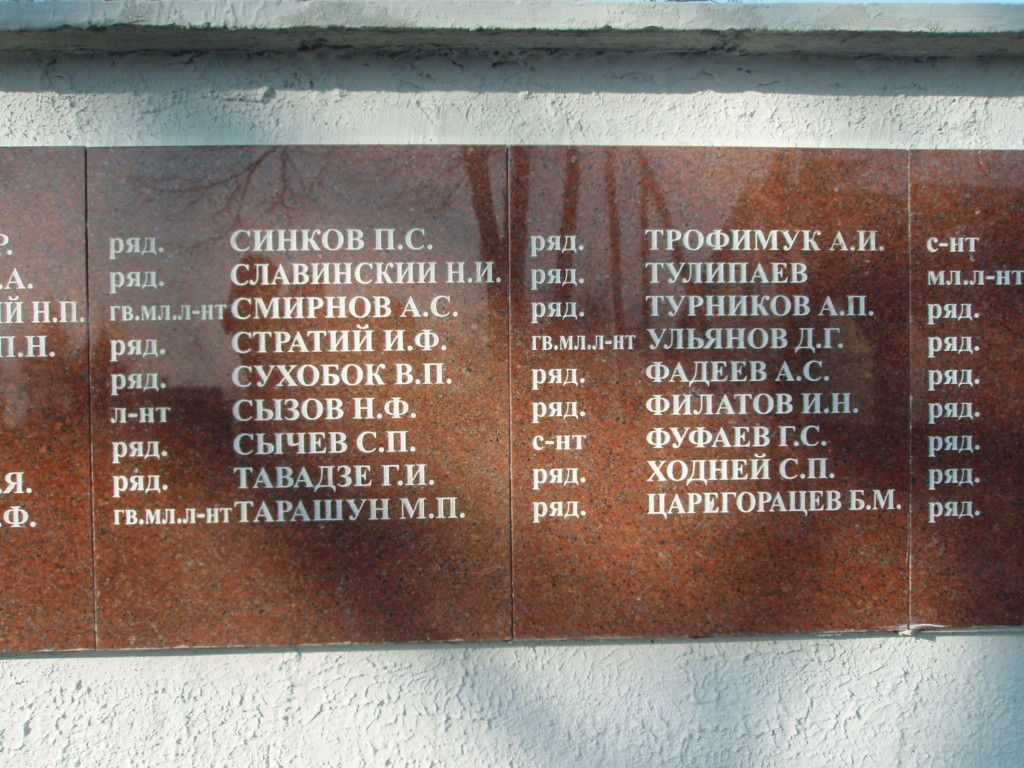 Р.
.А.
ИЙ Н.П.
П.Н.
.Я.
.Ф.
ряд. СИНКОВ П.С.
ряд. СЛАВИНСКИИ Н.И.
гв.мл.л-нт СМИРНОВ А.С.
ряд. СТРАТИЙ И.Ф.
ряд. СУХОБОК В.П.
л-нт СЫЗОВ Н.Ф.
ряд. СЫЧЕВ С.П.
ряд. ТАВАДЗЕ Г.И.
гв.мл.л-нт ТАРАШУН М.П.
ряд. ТРОФИМУК А.И.
ряд. ТУЛИПАЕВ
ряд. ТУРНИКОВ А.П.
гв.мл.л-нт УЛЬЯНОВ Д.Г.
ряд. ФАДЕЕВ А.С.
ряд. ФИЛАТОВ И.Н.
с-нт ФУФАЕВ Г.С.
ряд. ХОДНЕЙ С.П.
ряд. ЦАРЕГОРАЦЕВ Б.М.
с-нт
мл.л-нт
ряд.
ряд.
ряд.
ряд.
ряд.
ряд.
ряд.